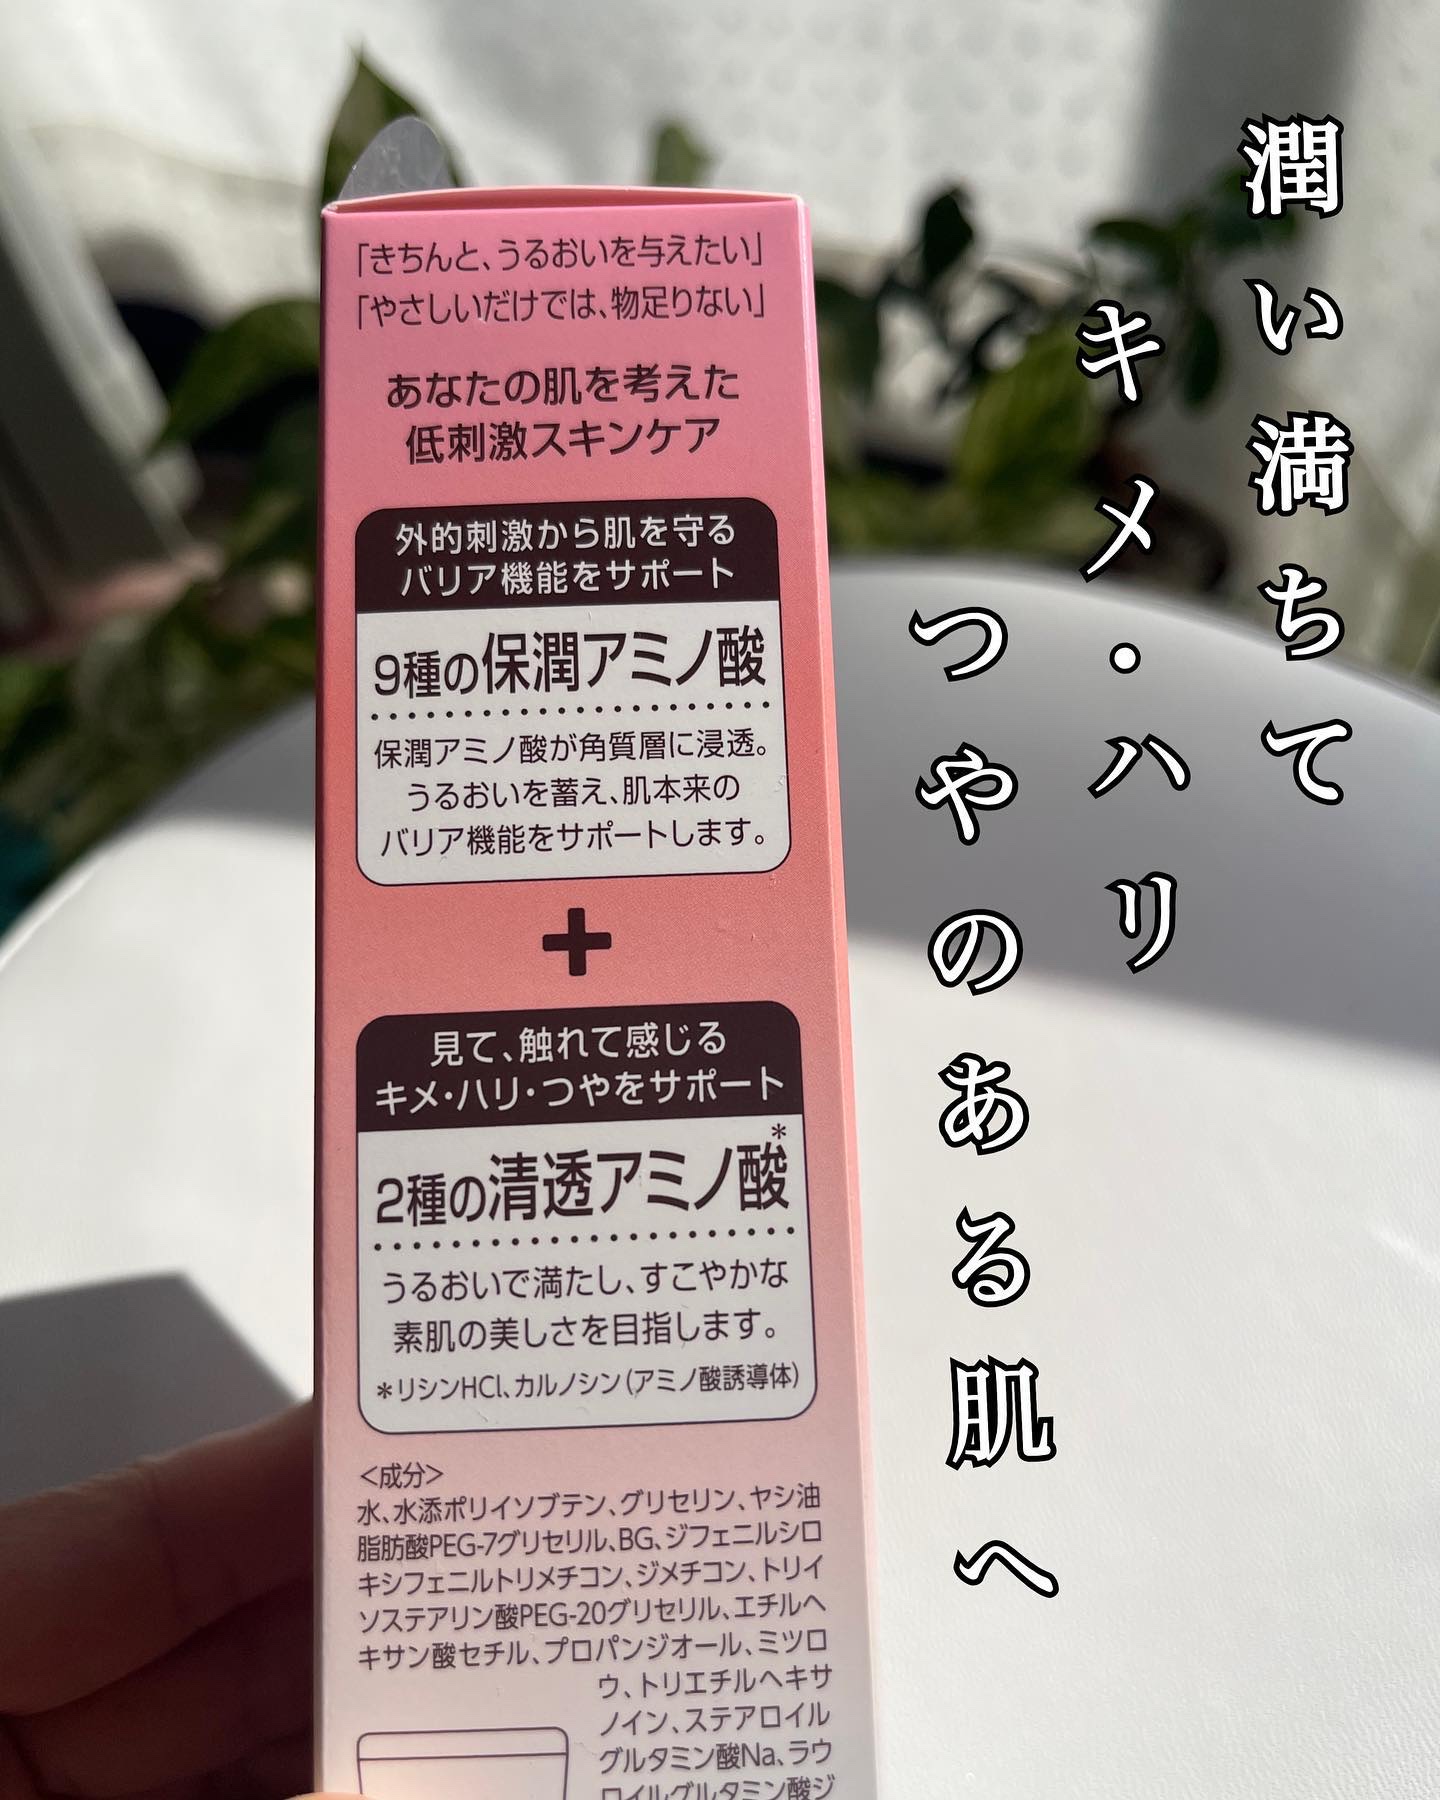 潤い満ちて
キメ・ハリ
つやのある肌へ
「きちんと、うるおいを与えたい」
「やさしいだけでは、物足りない」
あなたの肌を考えた
低刺激スキンケア
外的刺激から肌を守る
バリア機能をサポート
9種の保潤アミノ酸
保潤アミノ酸が角質層に浸透。
うるおいを蓄え、肌本来の
バリア機能をサポートします。
+
見て、触れて感じる
キメ・ハリ・つやをサポート
2種の清透アミノ酸*
うるおいで満たし、すこやかな
素肌の美しさを目指します。
*リシンHCl、カルノシン(アミノ酸誘導体)
<成分>
水、水添ポリイソブテン、グリセリン、ヤシ油
脂肪酸PEG-7グリセリル、BG、ジフェニルシロ
キシフェニルトリメチコン、ジメチコン、トリイ
ソステアリン酸PEG-20グリセリル、エチルヘ
キサン酸セチル、プロパンジオール、ミツロ
ウ、トリエチルヘキサ
ノイン、ステアロイル
グルタミン酸Na、ラウ
ロイルグルタミン酸ジ